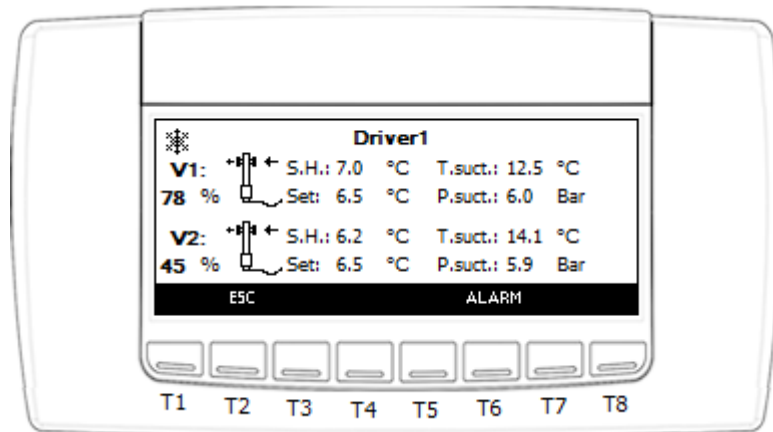 Driver1
V1: S.H.: 7.0 °C T.suct.: 12.5 °C
78 % Set: 6.5 °C P.suct.: 6.0 Bar
V2: S.H.: 6.2 °C T.suct.: 14.1 °C
45 % Set: 6.5 °C P.suct.: 5.9 Bar
ESC ALARM
T1 T2 T3 T4 T5 T6 T7 T8